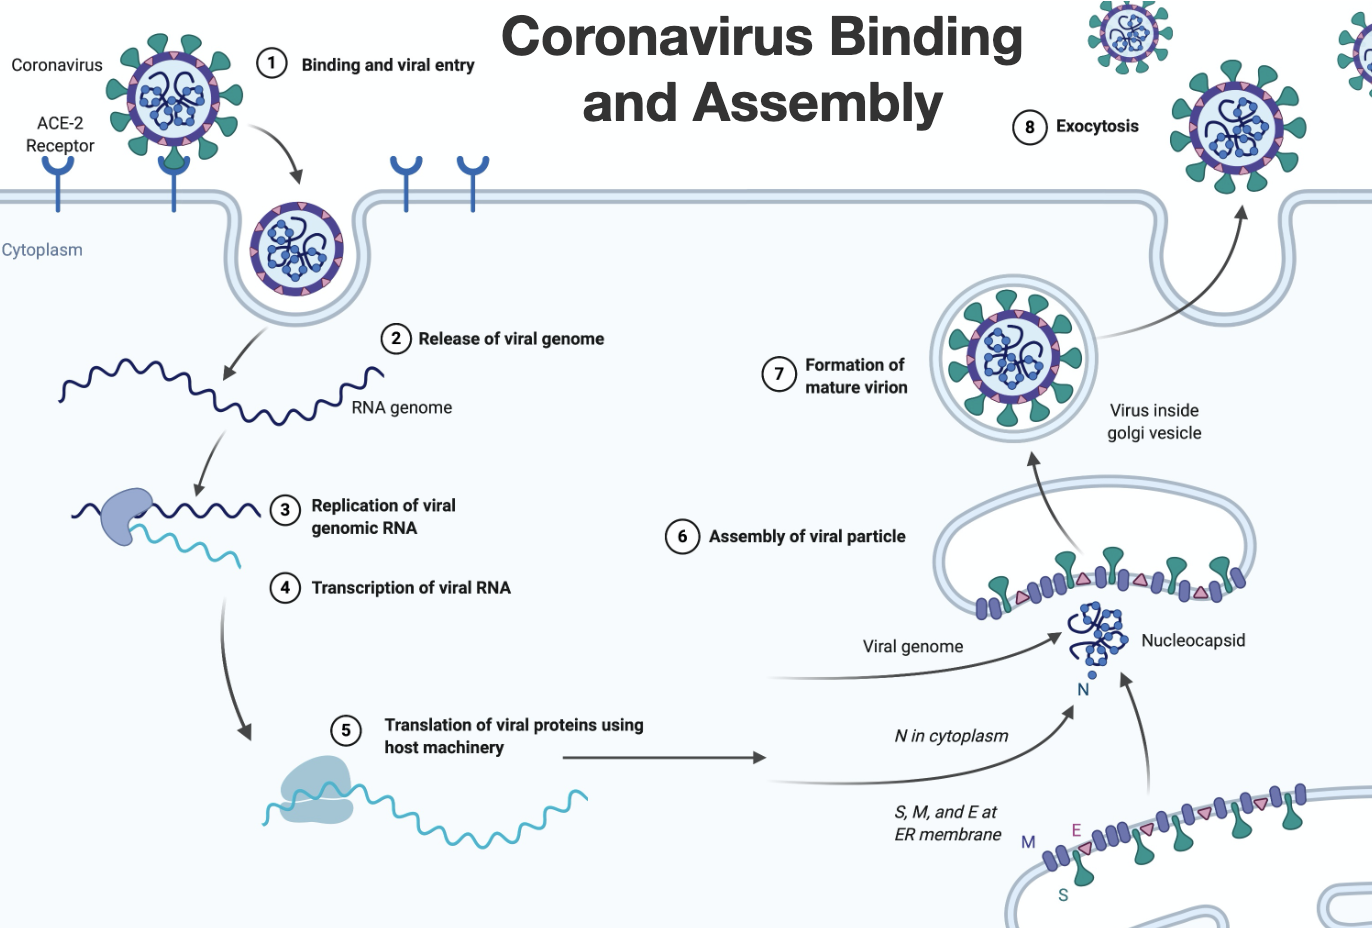 Coronavirus Binding
and Assembly
Coronavirus
1
Binding and viral entry
ACE-2
Receptor
Cytoplasm
2
Release of viral genome
RNA genome
3
Replication of viral
genomic RNA
4
Transcription of viral RNA
5
Translation of viral proteins using
host machinery
Viral genome
N in cytoplasm
S, M, and E at
ER membrane
M
E
S
N
Nucleocapsid
6
Assembly of viral particle
7
Formation of
mature virion
Virus inside
golgi vesicle
8
Exocytosis